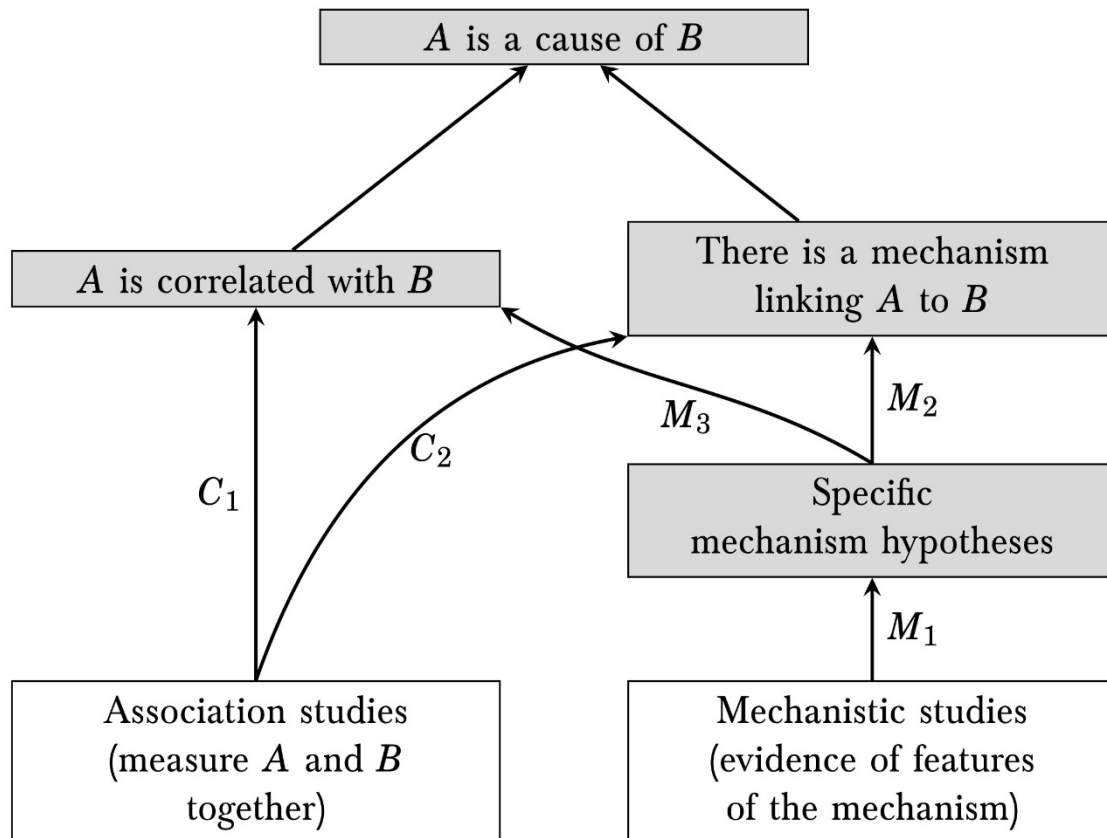 A is a cause of B
There is a mechanism
linking A to B
A is correlated with B
M₃
M₂
C₂
C₁
Specific
mechanism hypotheses
M₁
Association studies
(measure A and B
together)
Mechanistic studies
(evidence of features
of the mechanism)